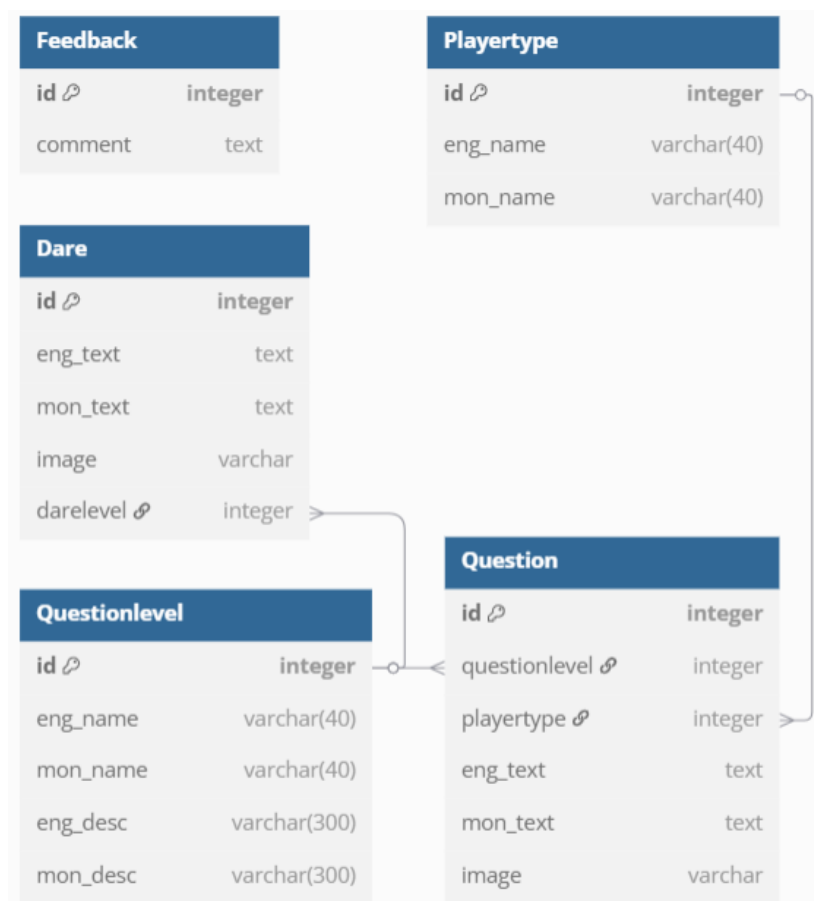 Feedback
id integer
comment text
Playertype
id integer
eng_name varchar(40)
mon_name varchar(40)
Dare
id integer
eng_text text
mon_text text
image varchar
darelevel integer
Questionlevel
id integer
eng_name varchar(40)
mon_name varchar(40)
eng_desc varchar(300)
mon_desc varchar(300)
Question
id integer
questionlevel integer
playertype integer
eng_text text
mon_text text
image varchar